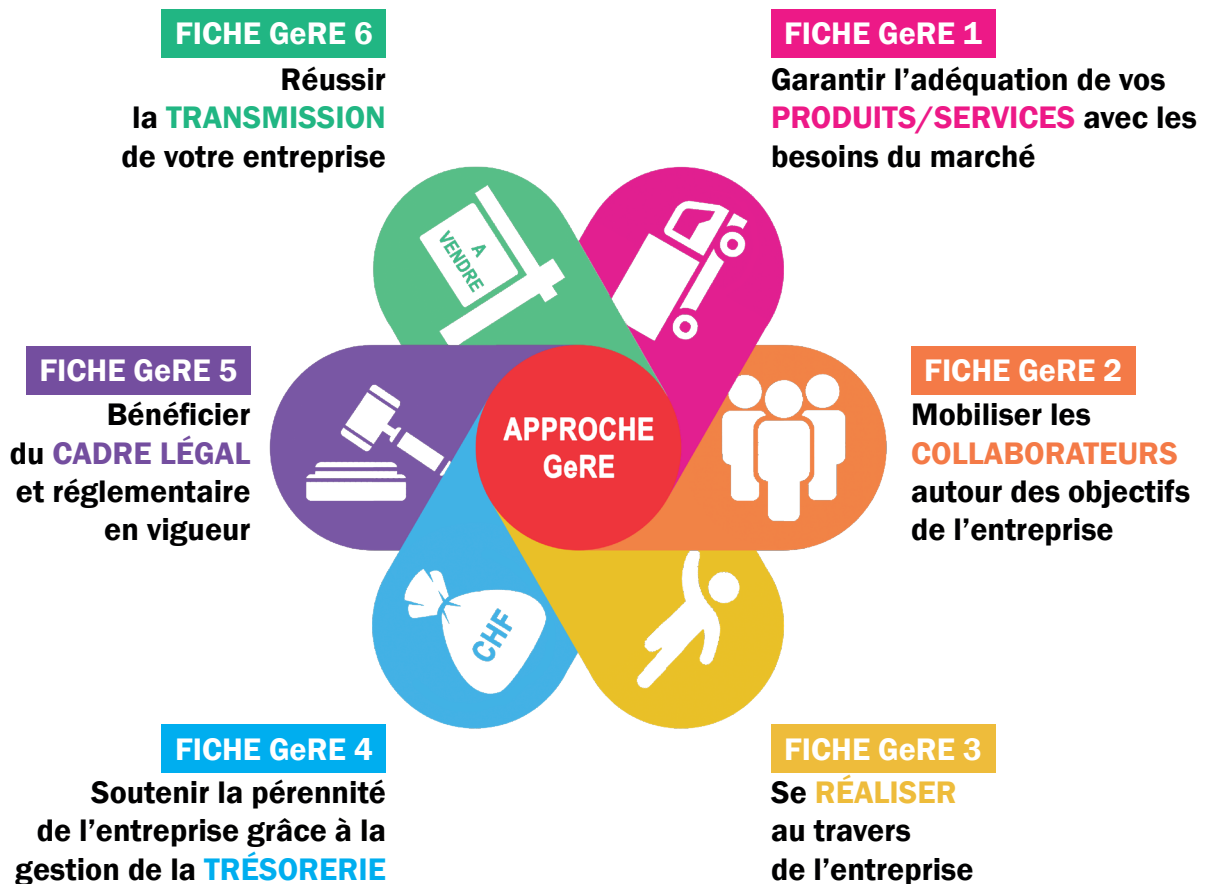 FICHE GeRE 6
Réussir
la TRANSMISSION
de votre entreprise
FICHE GeRE 1
Garantir l’adéquation de vos
PRODUITS/SERVICES avec les
besoins du marché
A
VENDRE
FICHE GeRE 5
Bénéficier
du CADRE LÉGAL
et réglementaire
en vigueur
APPROCHE
GeRE
FICHE GeRE 2
Mobiliser les
COLLABORATEURS
autour des objectifs
de l’entreprise
CHF
FICHE GeRE 4
Soutenir la pérennité
de l’entreprise grâce à la
gestion de la TRÉSORERIE
FICHE GeRE 3
Se RÉALISER
au travers
de l’entreprise